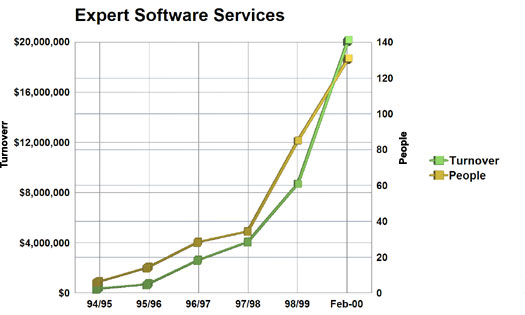 Expert Software Services
$20,000,000
$16,000,000
$12,000,000
$8,000,000
$4,000,000
$0
Turnoverr
140
120
100
80
60
40
20
0
People
Turnover
People
94/95 95/96 96/97 97/98 98/99 Feb-00